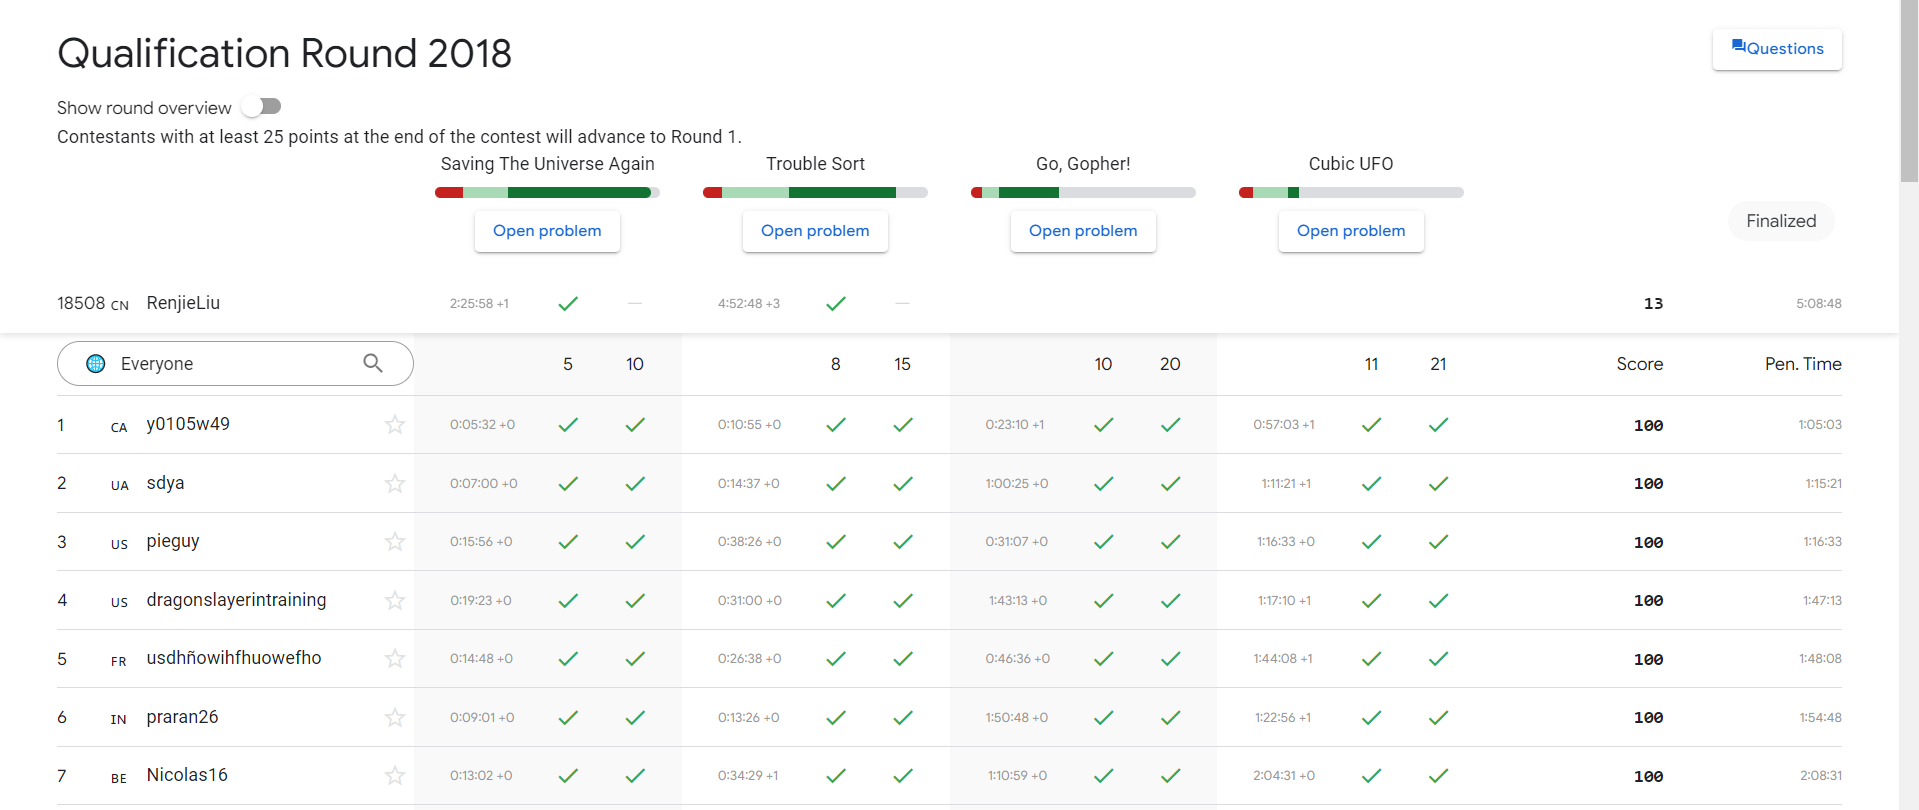 Qualification Round 2018
Questions
Show round overview
Contestants with at least 25 points at the end of the contest will advance to Round 1.
Saving The Universe Again Trouble Sort Go, Gopher! Cubic UFO
Open problem Open problem Open problem Open problem
Finalized
18508 CN RenjieLiu 2:25:58 +1 — 4:52:48 +3 — 13 5:08:48
Everyone 5 10 8 15 10 20 11 21 Score Pen. Time
1 CA y0105w49 0:05:32 +0 0:10:55 +0 0:23:10 +1 0:57:03 +1 100 1:05:03
2 UA sdya 0:07:00 +0 0:14:37 +0 1:00:25 +0 1:11:21 +1 100 1:15:21
3 US pieguy 0:15:56 +0 0:38:26 +0 0:31:07 +0 1:16:33 +0 100 1:16:33
4 US dragonslayerintraining 0:19:23 +0 0:31:00 +0 1:43:13 +0 1:17:10 +1 100 1:47:13
5 FR usdhñowihfhuowefho 0:14:48 +0 0:26:38 +0 0:46:36 +0 1:44:08 +1 100 1:48:08
6 IN praran26 0:09:01 +0 0:13:26 +0 1:50:48 +0 1:22:56 +1 100 1:54:48
7 BE Nicolas16 0:13:02 +0 0:34:29 +1 1:10:59 +0 2:04:31 +0 100 2:08:31